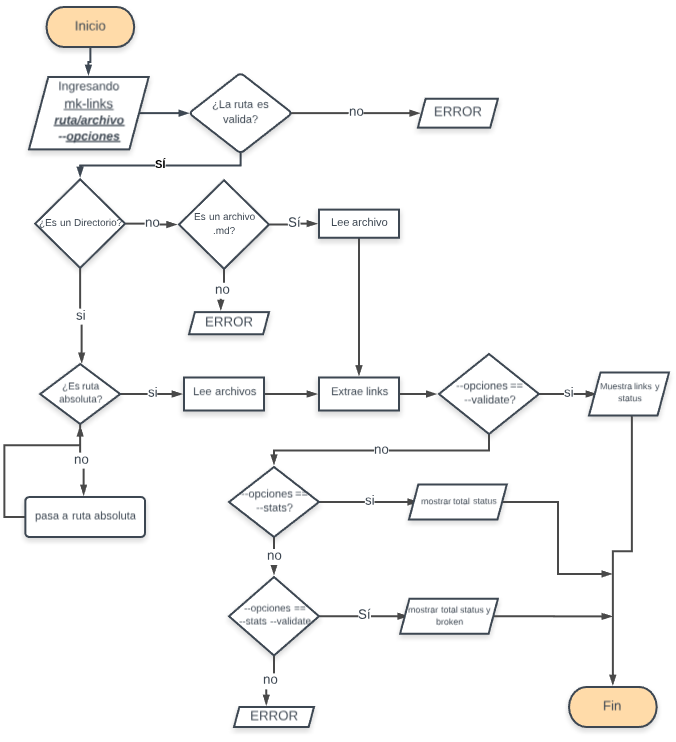 Inicio
Ingresando
mk-links
ruta/archivo
--opciones
¿La ruta es
valida?
no
ERROR
sí
¿Es un Directorio?
no
Es un archivo
.md?
Sí
Lee archivo
no
ERROR
si
¿Es ruta
absoluta?
si
Lee archivos
Extrae links
--opciones ==
--validate?
si
Muestra links y
status
no
pasa a ruta absoluta
no
--opciones ==
--stats?
si
mostrar total status
no
--opciones ==
--stats --validate
Sí
mostrar total status y
broken
no
ERROR
Fin